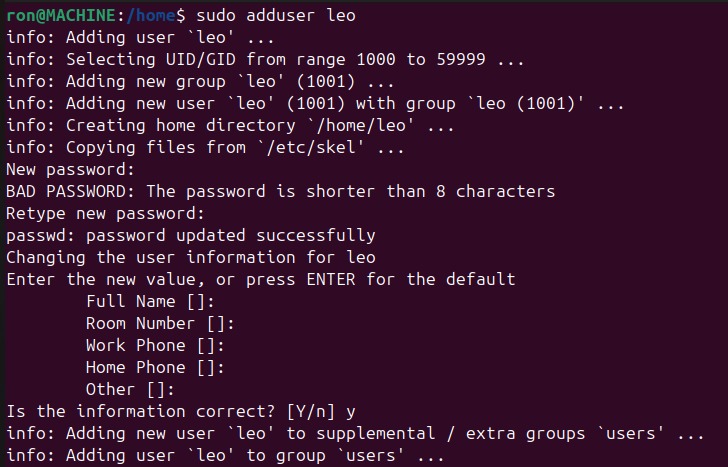 ron@MACHINE:/home$ sudo adduser leo
info: Adding user `leo' ...
info: Selecting UID/GID from range 1000 to 59999 ...
info: Adding new group `leo' (1001) ...
info: Adding new user `leo' (1001) with group `leo (1001)' ...
info: Creating home directory `/home/leo' ...
info: Copying files from `/etc/skel' ...
New password:
BAD PASSWORD: The password is shorter than 8 characters
Retype new password:
passwd: password updated successfully
Changing the user information for leo
Enter the new value, or press ENTER for the default
Full Name []:
Room Number []:
Work Phone []:
Home Phone []:
Other []:
Is the information correct? [Y/n] y
info: Adding new user `leo' to supplemental / extra groups `users' ...
info: Adding user `leo' to group `users' ...